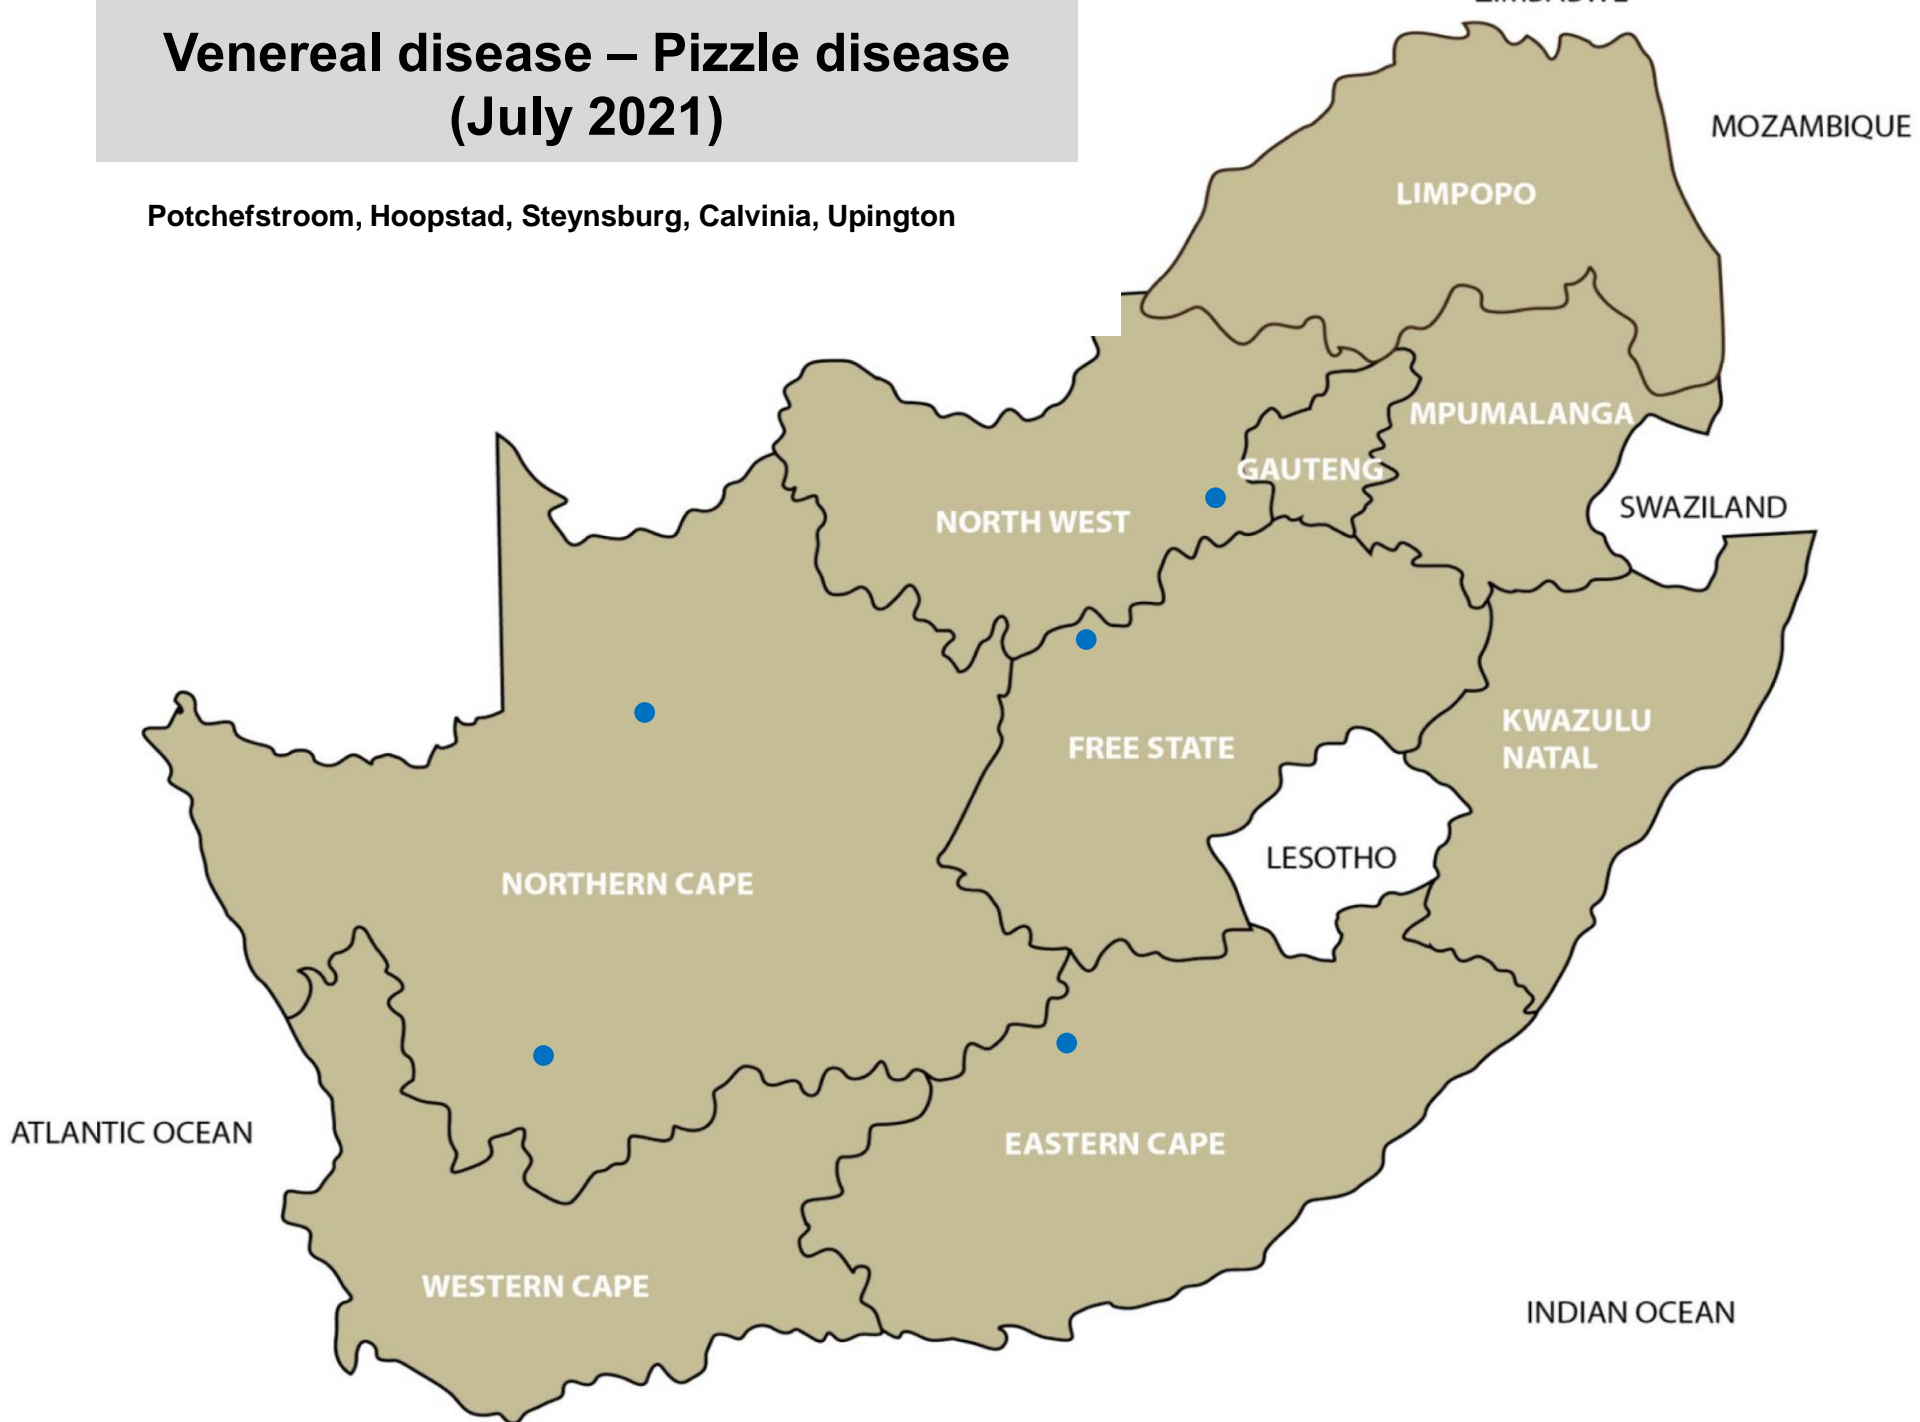 Venereal disease – Pizzle disease
(July 2021)
Potchefstroom, Hoopstad, Steynsburg, Calvinia, Upington
MOZAMBIQUE
LIMPOPO
MPUMALANGA
GAUTENG
SWAZILAND
NORTH WEST
KWAZULU
NATAL
FREE STATE
LESOTHO
NORTHERN CAPE
ATLANTIC OCEAN
EASTERN CAPE
WESTERN CAPE
INDIAN OCEAN